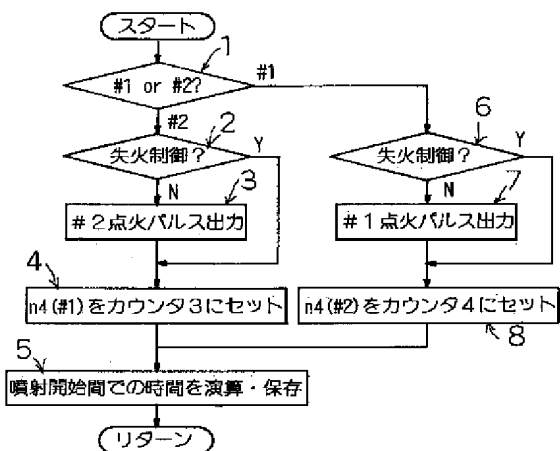 スタート
1
#1 or #2?
#1
#2
2
失火制御?
Y
N
3
#2点火パルス出力
4
n4(#1)をカウンタ3にセット
6
失火制御?
Y
N
7
#1点火パルス出力
n4(#2)をカウンタ4にセット
8
5
噴射開始間での時間を演算・保存
リターン